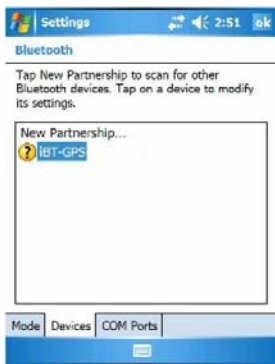 Settings 2:51 ok
Bluetooth
Tap New Partnership to scan for other
Bluetooth devices. Tap on a device to modify
its settings.
New Partnership...
? iBT-GPS
Mode Devices COM Ports